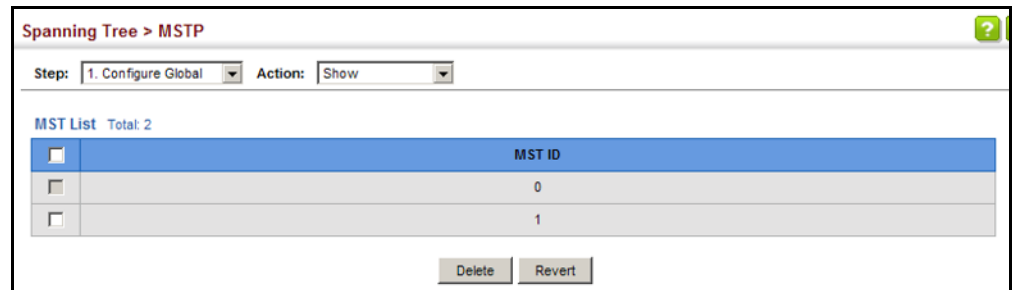 Spanning Tree > MSTP ?
Step: 1. Configure Global Action: Show
MST List Total: 2
MST ID
0
1
Delete Revert